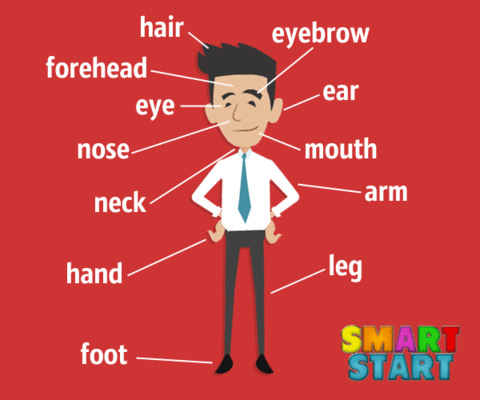 hair
eyebrow
forehead
eye
ear
nose
mouth
neck
arm
hand
leg
foot
SMART
START